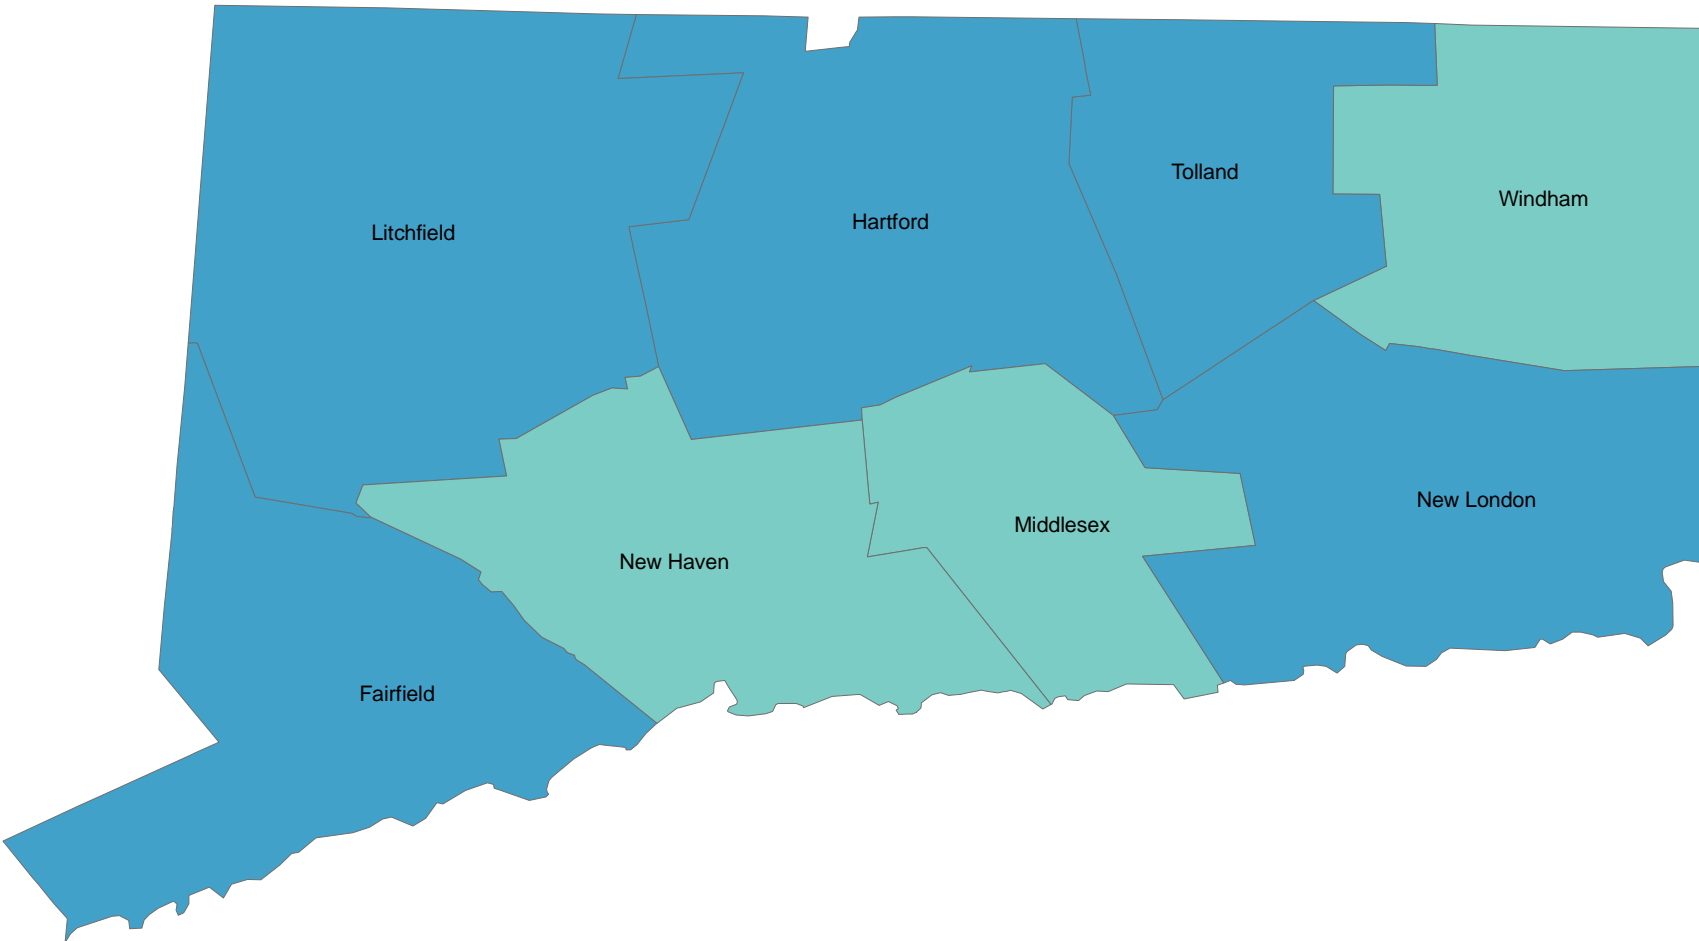 Tolland
Windham
Hartford
Litchfield
New London
Middlesex
New Haven
Fairfield